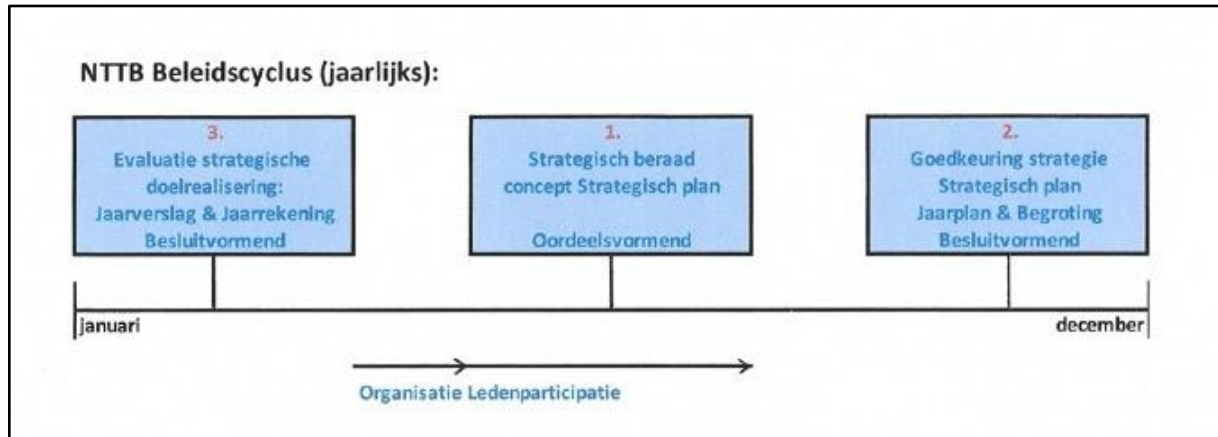 NTTB Beleidscyclus (jaarlijks):
3.
Evaluatie strategische
doelrealisering:
Jaarverslag & Jaarrekening
Besluitvormend
1.
Strategisch beraad
concept Strategisch plan
Oordeelsvormend
2.
Goedkeuring strategie
Strategisch plan
Jaarplan & Begroting
Besluitvormend
januari
december
Organisatie Ledenparticipatie